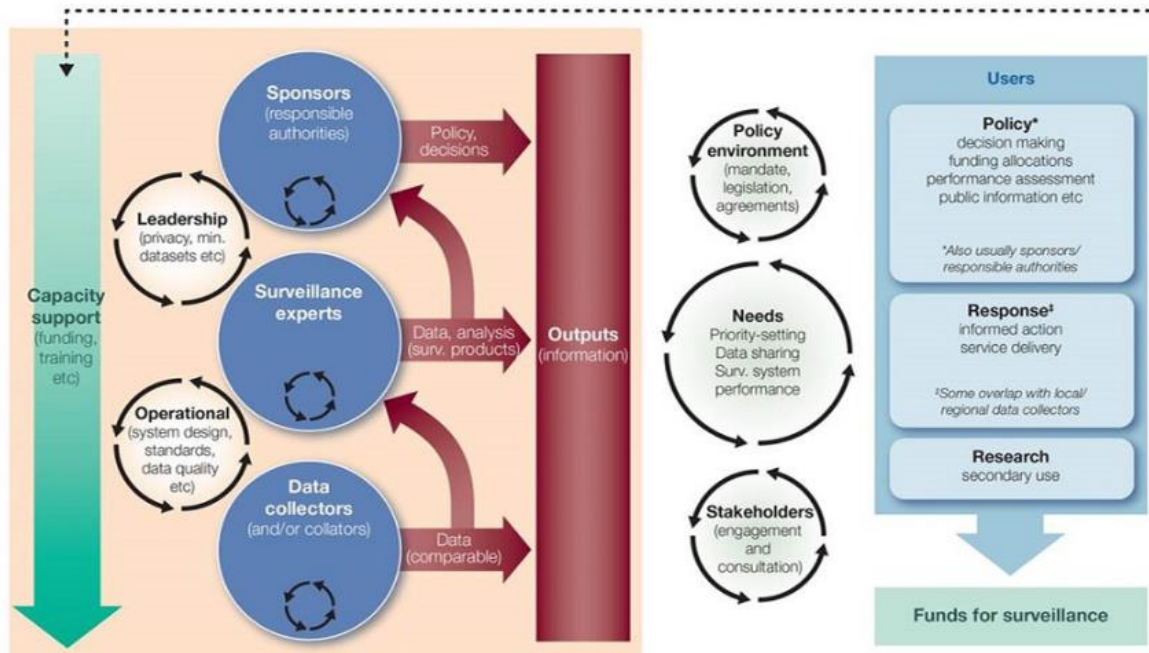 Capacity
support
(funding,
training
etc)
Leadership
(privacy, min.
datasets etc)
Operational
(system design,
standards,
data quality
etc)
Sponsors
(responsible
authorities)
Surveillance
experts
Data
collectors
(and/or collators)
Policy,
decisions
Data, analysis
(surv. products)
Data
(comparable)
Outputs
(information)
Policy
environment
(mandate,
legislation,
agreements)
Needs
Priority-setting
Data sharing
Surv. system
performance
Stakeholders
(engagement
and
consultation)
Users
Policy*
decision making
funding allocations
performance assessment
public information etc
*Also usually sponsors/
responsible authorities
Response‡
informed action
service delivery
‡Some overlap with local/
regional data collectors
Research
secondary use
Funds for surveillance